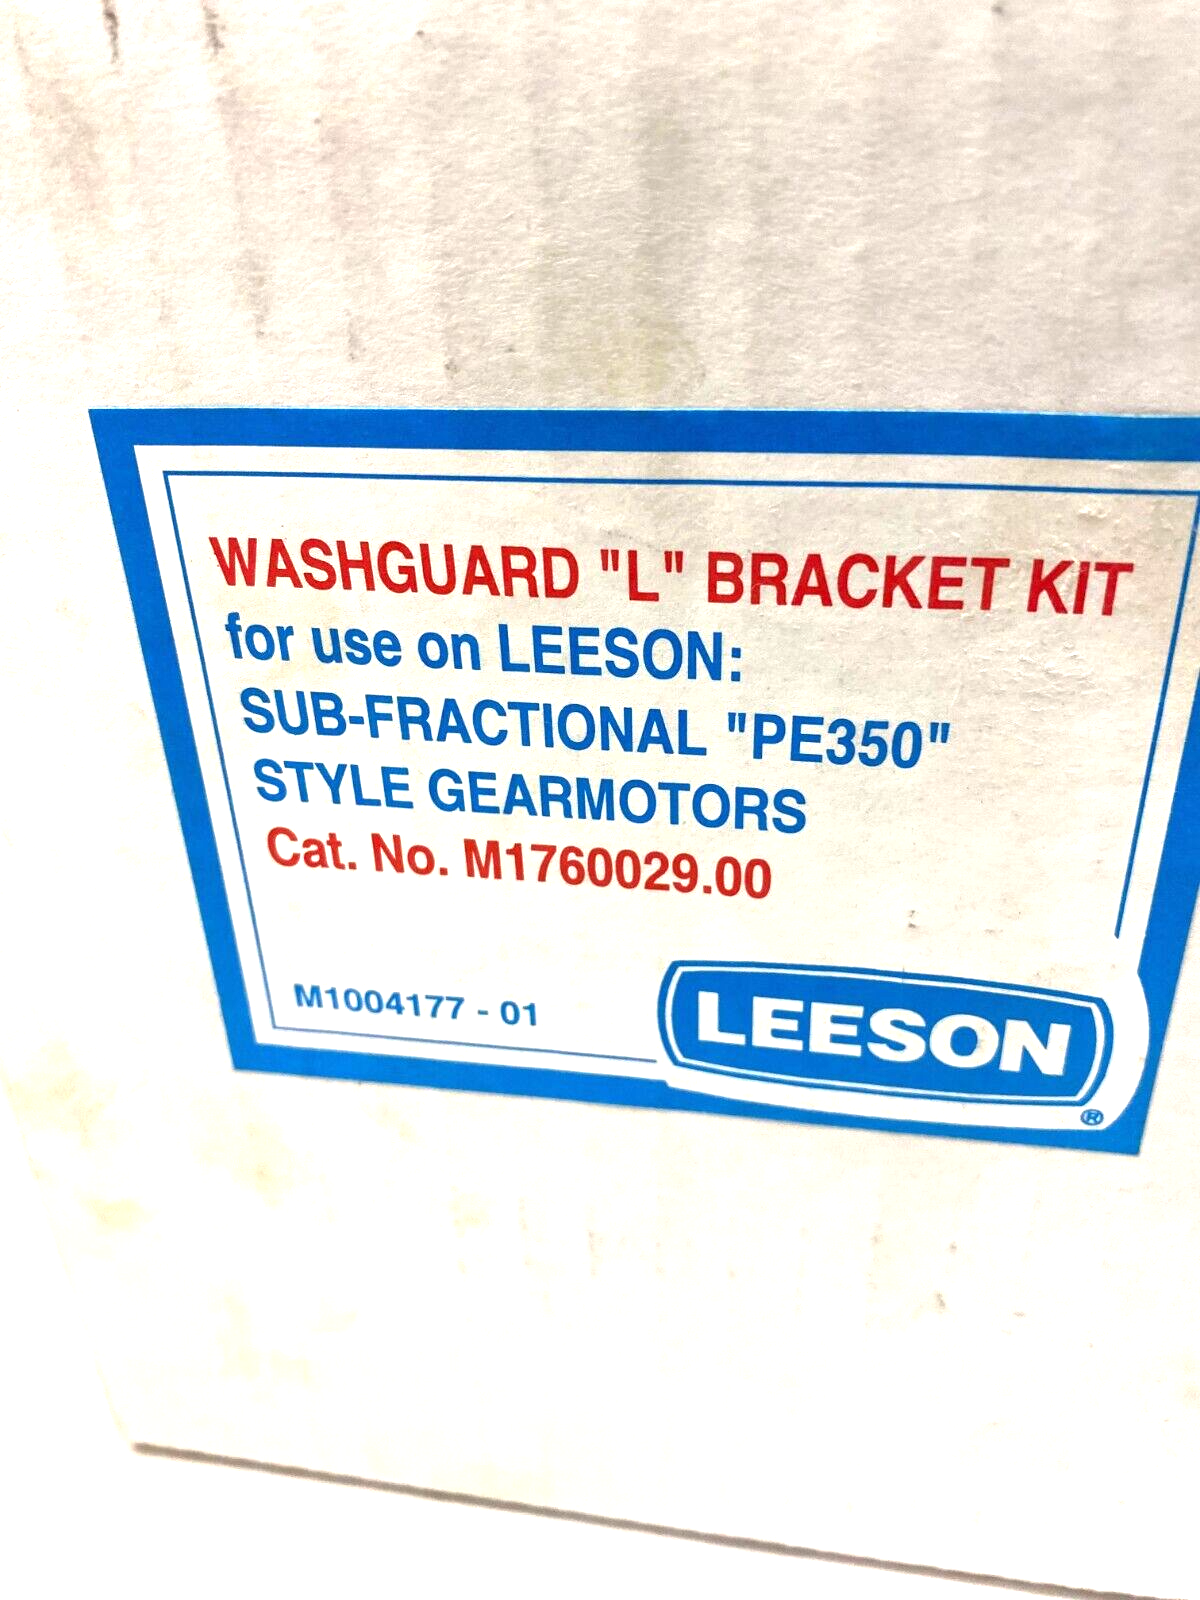 WASHGUARD "L" BRACKET KIT
for use on LEESON:
SUB-FRACTIONAL "PE350"
STYLE GEARMOTORS
Cat. No. M1760029.00
M1004177 - 01
LEESON
®